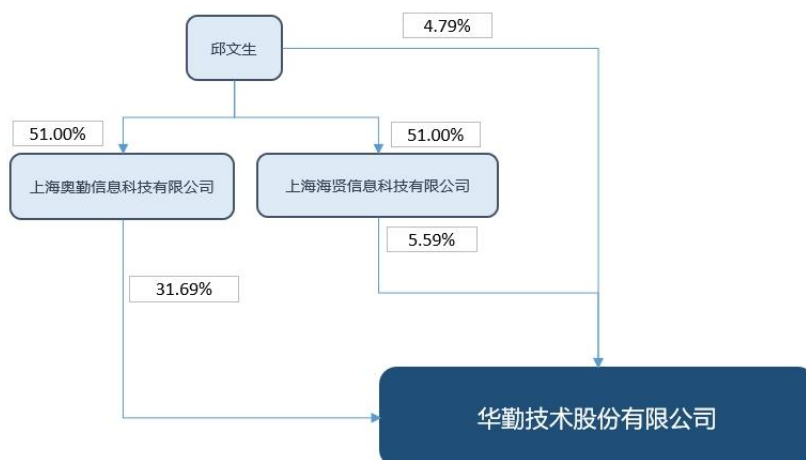 4.79%
邱文生
51.00%
51.00%
上海奥勤信息科技有限公司
上海海贤信息科技有限公司
5.59%
31.69%
华勤技术股份有限公司